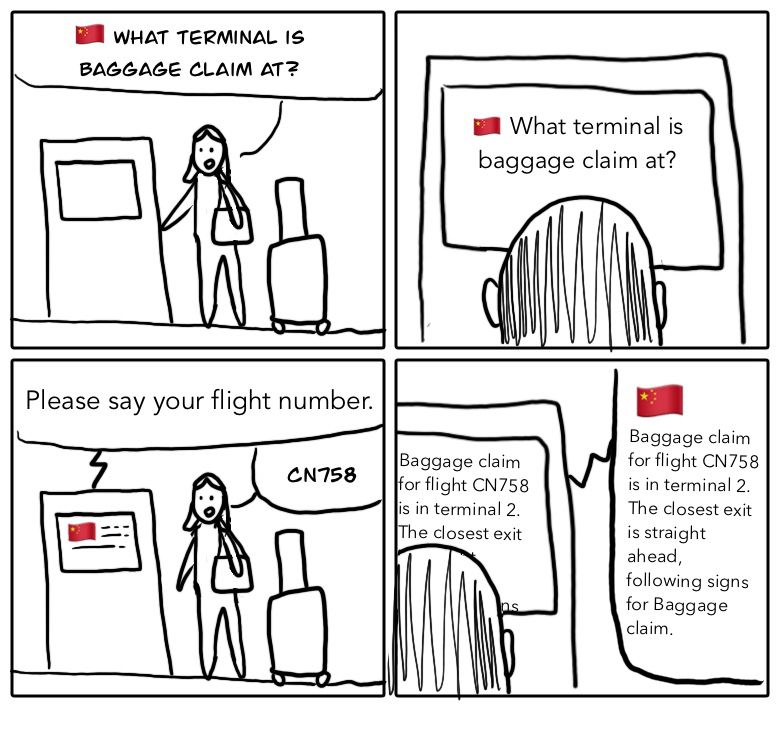 🇨🇳 WHAT TERMINAL IS
BAGGAGE CLAIM AT?
🇨🇳 What terminal is
baggage claim at?
Please say your flight number.
CN758
🇨🇳
Baggage claim
for flight CN758
is in terminal 2.
The closest exit
🇨🇳
Baggage claim
for flight CN758
is in terminal 2.
The closest exit
is straight
ahead,
following signs
for Baggage
claim.